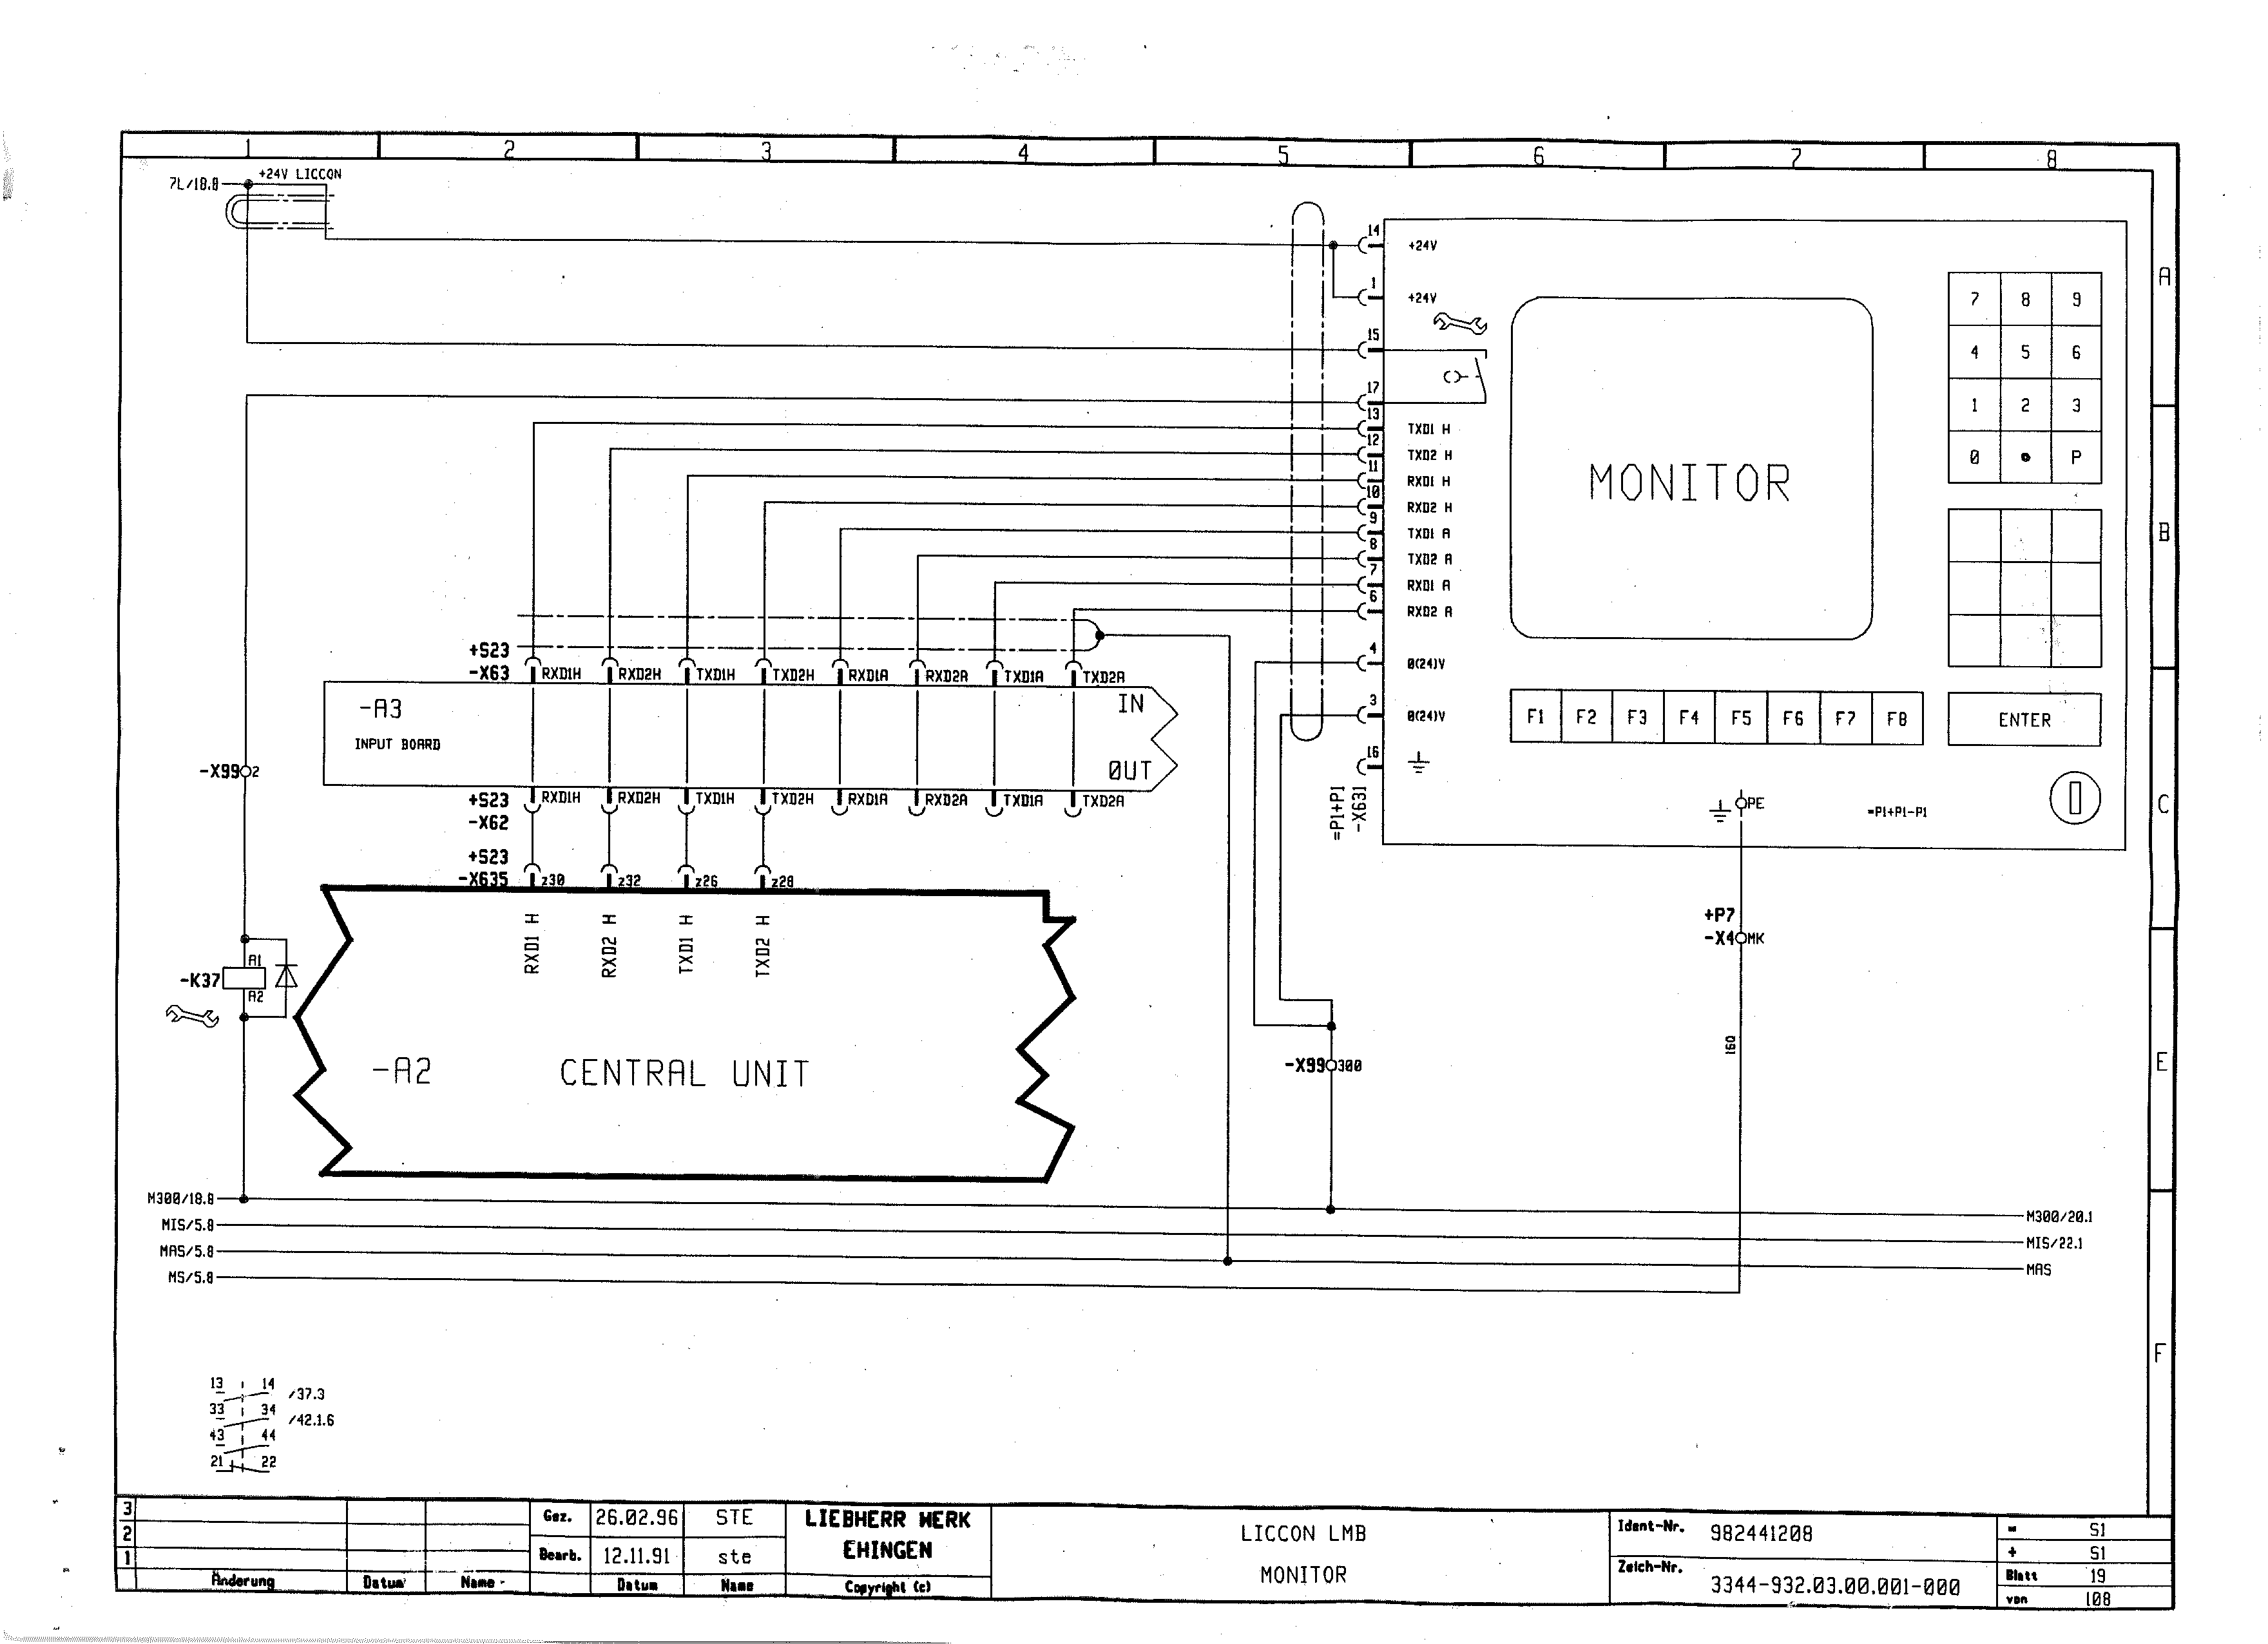 1 2 3 4 5 6 7 8
7L/18.8 +24V LICCON
14 +24V
1 +24V
15
17
13 TXD1 H
12 TXD2 H
11 RXD1 H
10 RXD2 H
9 TXD1 A
8 TXD2 A
7 RXD1 A
6 RXD2 A
4 0(24)V
3 0(24)V
16
=P1+P1
-X631
MONITOR
7 8 9
4 5 6
1 2 3
0 P
F1 F2 F3 F4 F5 F6 F7 F8
ENTER
PE
=P1+P1-P1
A
B
C
E
F
+S23
-X63 RXD1H RXD2H TXD1H TXD2H RXD1A RXD2A TXD1A TXD2A
-A3
INPUT BOARD
IN
OUT
-X99 2
+S23
-X62
RXD1H RXD2H TXD1H TXD2H RXD1A RXD2A TXD1A TXD2A
+S23
-X635 z30 z32 z26 z28
RXD1 H
RXD2 H
TXD1 H
TXD2 H
-K37
A1
A2
-A2 CENTRAL UNIT
+P7
-X4 MK
160
-X99 300
M300/18.8 M300/20.1
MIS/5.8 MIS/22.1
MAS/5.8 MAS
MS/5.8
13 14 /37.3
33 34 /42.1.6
43 44
21 22
3
2
1
Änderung Datum Name
Gez. 26.02.96 STE
Bearb. 12.11.91 ste
Datum Name
LIEBHERR WERK
EHINGEN
Copyright (c)
LICCON LMB
MONITOR
Ident-Nr. 982441208
Zeich-Nr. 3344-932.03.00.001-000
= S1
+ S1
Blatt 19
von 108